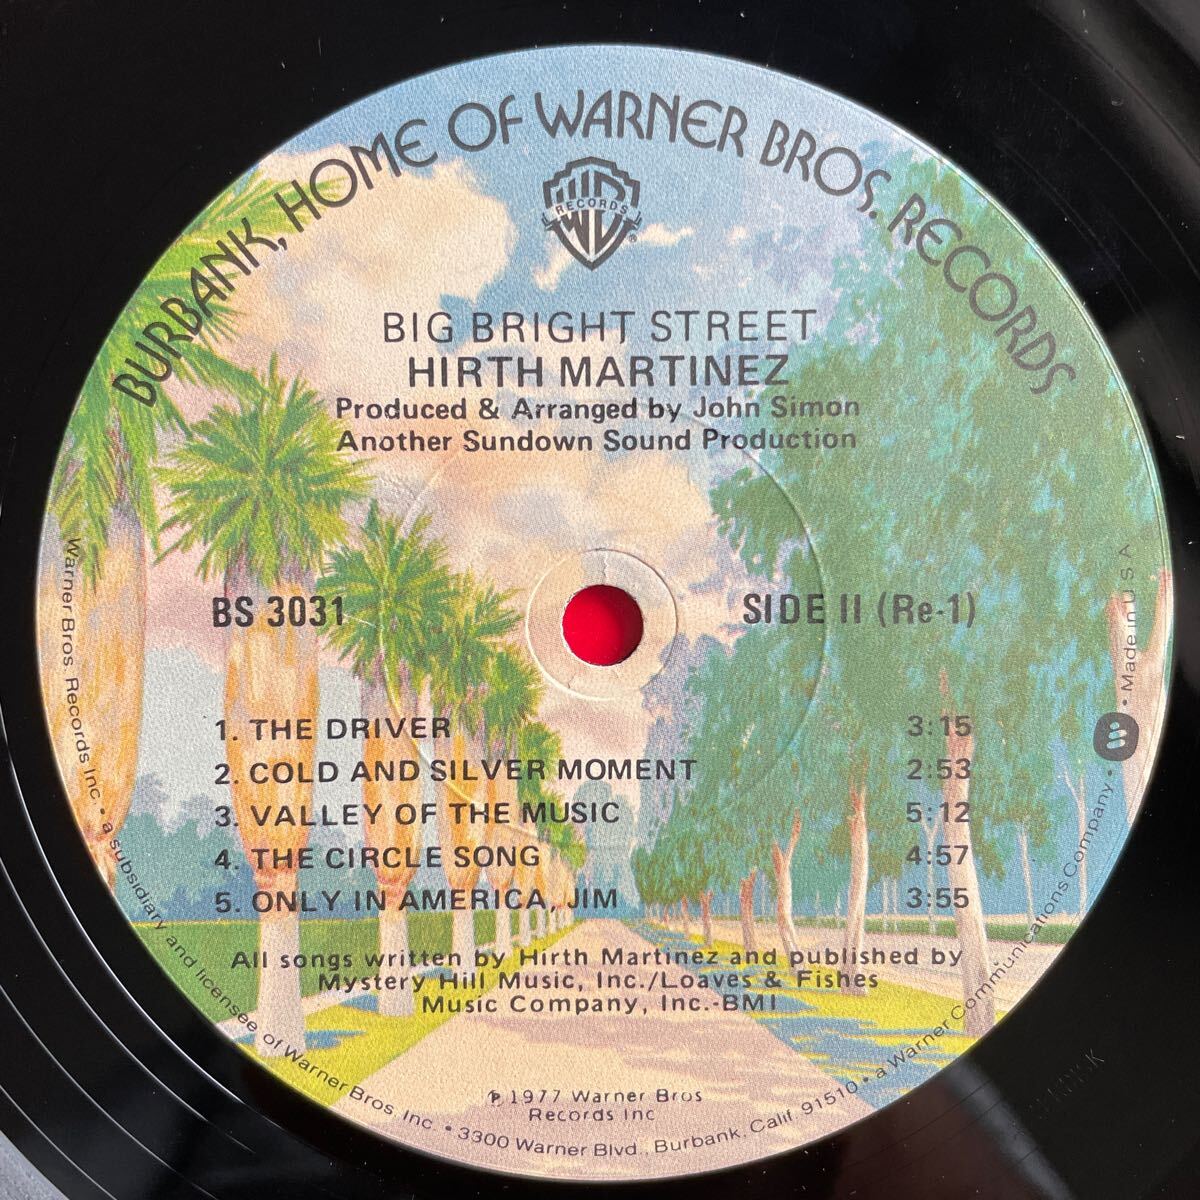 BURBANK, HOME OF WARNER BROS. RECORDS
WB
RECORDS
®
BIG BRIGHT STREET
HIRTH MARTINEZ
Produced & Arranged by John Simon
Another Sundown Sound Production
BS 3031
SIDE II (Re-1)
1. THE DRIVER 3:15
2. COLD AND SILVER MOMENT 2:53
3. VALLEY OF THE MUSIC 5:12
4. THE CIRCLE SONG 4:57
5. ONLY IN AMERICA, JIM 3:55
All songs written by Hirth Martinez and published by
Mystery Hill Music, Inc./Loaves & Fishes
Music Company, Inc.-BMI
℗ 1977 Warner Bros
Records Inc
Warner Bros. Records Inc. • a subsidiary and licensee of Warner Bros. Inc. • 3300 Warner Blvd., Burbank, Calif. 91510 • a Warner Communications Company • • Made in U S A